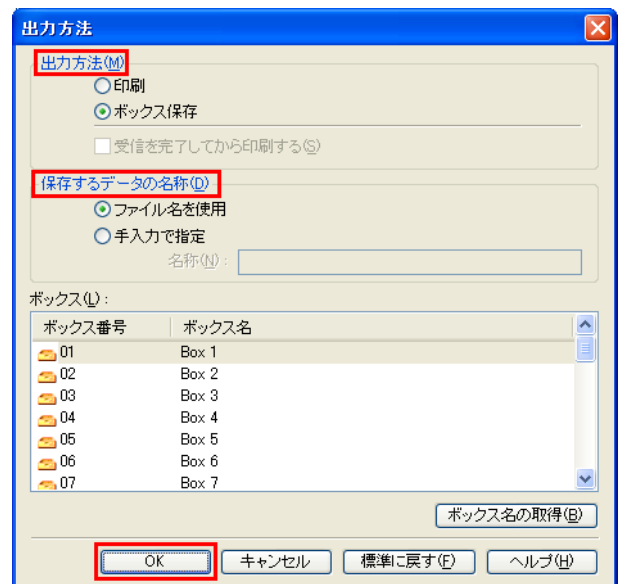 出力方法
出力方法(M)
印刷
ボックス保存
受信を完了してから印刷する(S)
保存するデータの名称(D)
ファイル名を使用
手入力で指定
名称(N):
ボックス(L):
ボックス番号 ボックス名
01 Box 1
02 Box 2
03 Box 3
04 Box 4
05 Box 5
06 Box 6
07 Box 7
ボックス名の取得(B)
OK キャンセル 標準に戻す(F) ヘルプ(H)